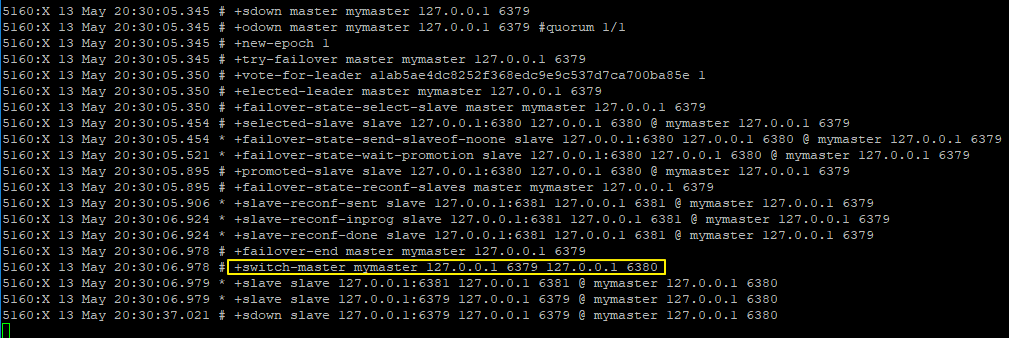 5160:X 13 May 20:30:05.345 # +sdown master mymaster 127.0.0.1 6379
5160:X 13 May 20:30:05.345 # +odown master mymaster 127.0.0.1 6379 #quorum 1/1
5160:X 13 May 20:30:05.345 # +new-epoch 1
5160:X 13 May 20:30:05.345 # +try-failover master mymaster 127.0.0.1 6379
5160:X 13 May 20:30:05.350 # +vote-for-leader a1ab5ae4dc8252f368edc9e9c537d7ca700ba85e 1
5160:X 13 May 20:30:05.350 # +elected-leader master mymaster 127.0.0.1 6379
5160:X 13 May 20:30:05.350 # +failover-state-select-slave master mymaster 127.0.0.1 6379
5160:X 13 May 20:30:05.454 # +selected-slave slave 127.0.0.1:6380 127.0.0.1 6380 @ mymaster 127.0.0.1 6379
5160:X 13 May 20:30:05.454 * +failover-state-send-slaveof-noone slave 127.0.0.1:6380 127.0.0.1 6380 @ mymaster 127.0.0.1 6379
5160:X 13 May 20:30:05.521 * +failover-state-wait-promotion slave 127.0.0.1:6380 127.0.0.1 6380 @ mymaster 127.0.0.1 6379
5160:X 13 May 20:30:05.895 # +promoted-slave slave 127.0.0.1:6380 127.0.0.1 6380 @ mymaster 127.0.0.1 6379
5160:X 13 May 20:30:05.895 # +failover-state-reconf-slaves master mymaster 127.0.0.1 6379
5160:X 13 May 20:30:05.906 * +slave-reconf-sent slave 127.0.0.1:6381 127.0.0.1 6381 @ mymaster 127.0.0.1 6379
5160:X 13 May 20:30:06.924 * +slave-reconf-inprog slave 127.0.0.1:6381 127.0.0.1 6381 @ mymaster 127.0.0.1 6379
5160:X 13 May 20:30:06.924 * +slave-reconf-done slave 127.0.0.1:6381 127.0.0.1 6381 @ mymaster 127.0.0.1 6379
5160:X 13 May 20:30:06.978 # +failover-end master mymaster 127.0.0.1 6379
5160:X 13 May 20:30:06.978 # +switch-master mymaster 127.0.0.1 6379 127.0.0.1 6380
5160:X 13 May 20:30:06.979 * +slave slave 127.0.0.1:6381 127.0.0.1 6381 @ mymaster 127.0.0.1 6380
5160:X 13 May 20:30:06.979 * +slave slave 127.0.0.1:6379 127.0.0.1 6379 @ mymaster 127.0.0.1 6380
5160:X 13 May 20:30:37.021 # +sdown slave 127.0.0.1:6379 127.0.0.1 6379 @ mymaster 127.0.0.1 6380